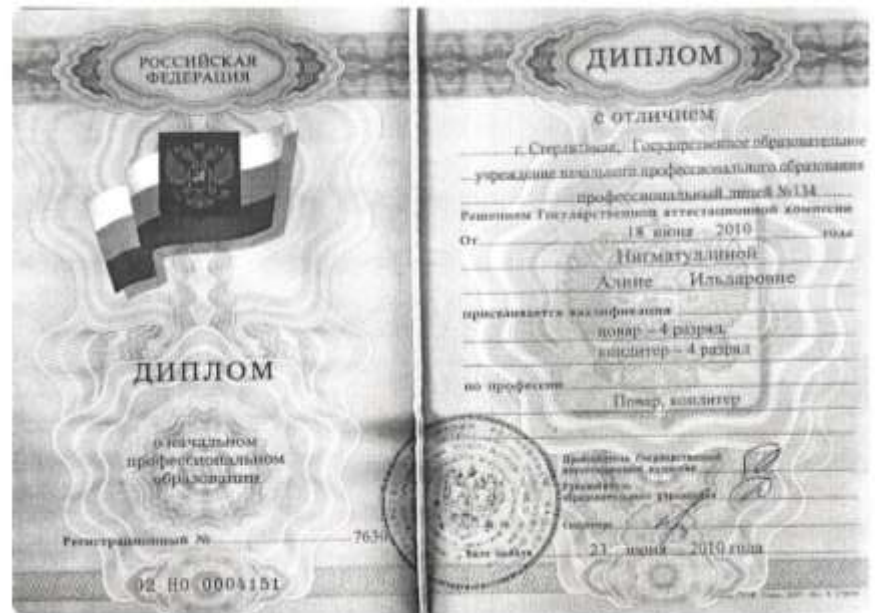 РОССИЙСКАЯ
ФЕДЕРАЦИЯ
ДИПЛОМ
о начальном
профессиональном
образовании
Регистрационный № 7630
02 НО 0004151
ДИПЛОМ
с отличием
г. Стерлитамак, Государственное образовательное
учреждение начального профессионального образования
профессиональный лицей №134
Решением Государственной аттестационной комиссии
От 18 июня 2010 года
Нигматуллиной
Алине Ильдаровне
присваивается квалификация
повар – 4 разряд,
кондитер – 4 разряд
по профессии
Повар, кондитер
Председатель Государственной
аттестационной комиссии
Руководитель
образовательного учреждения
Секретарь
М. П.
23 июня 2010 года